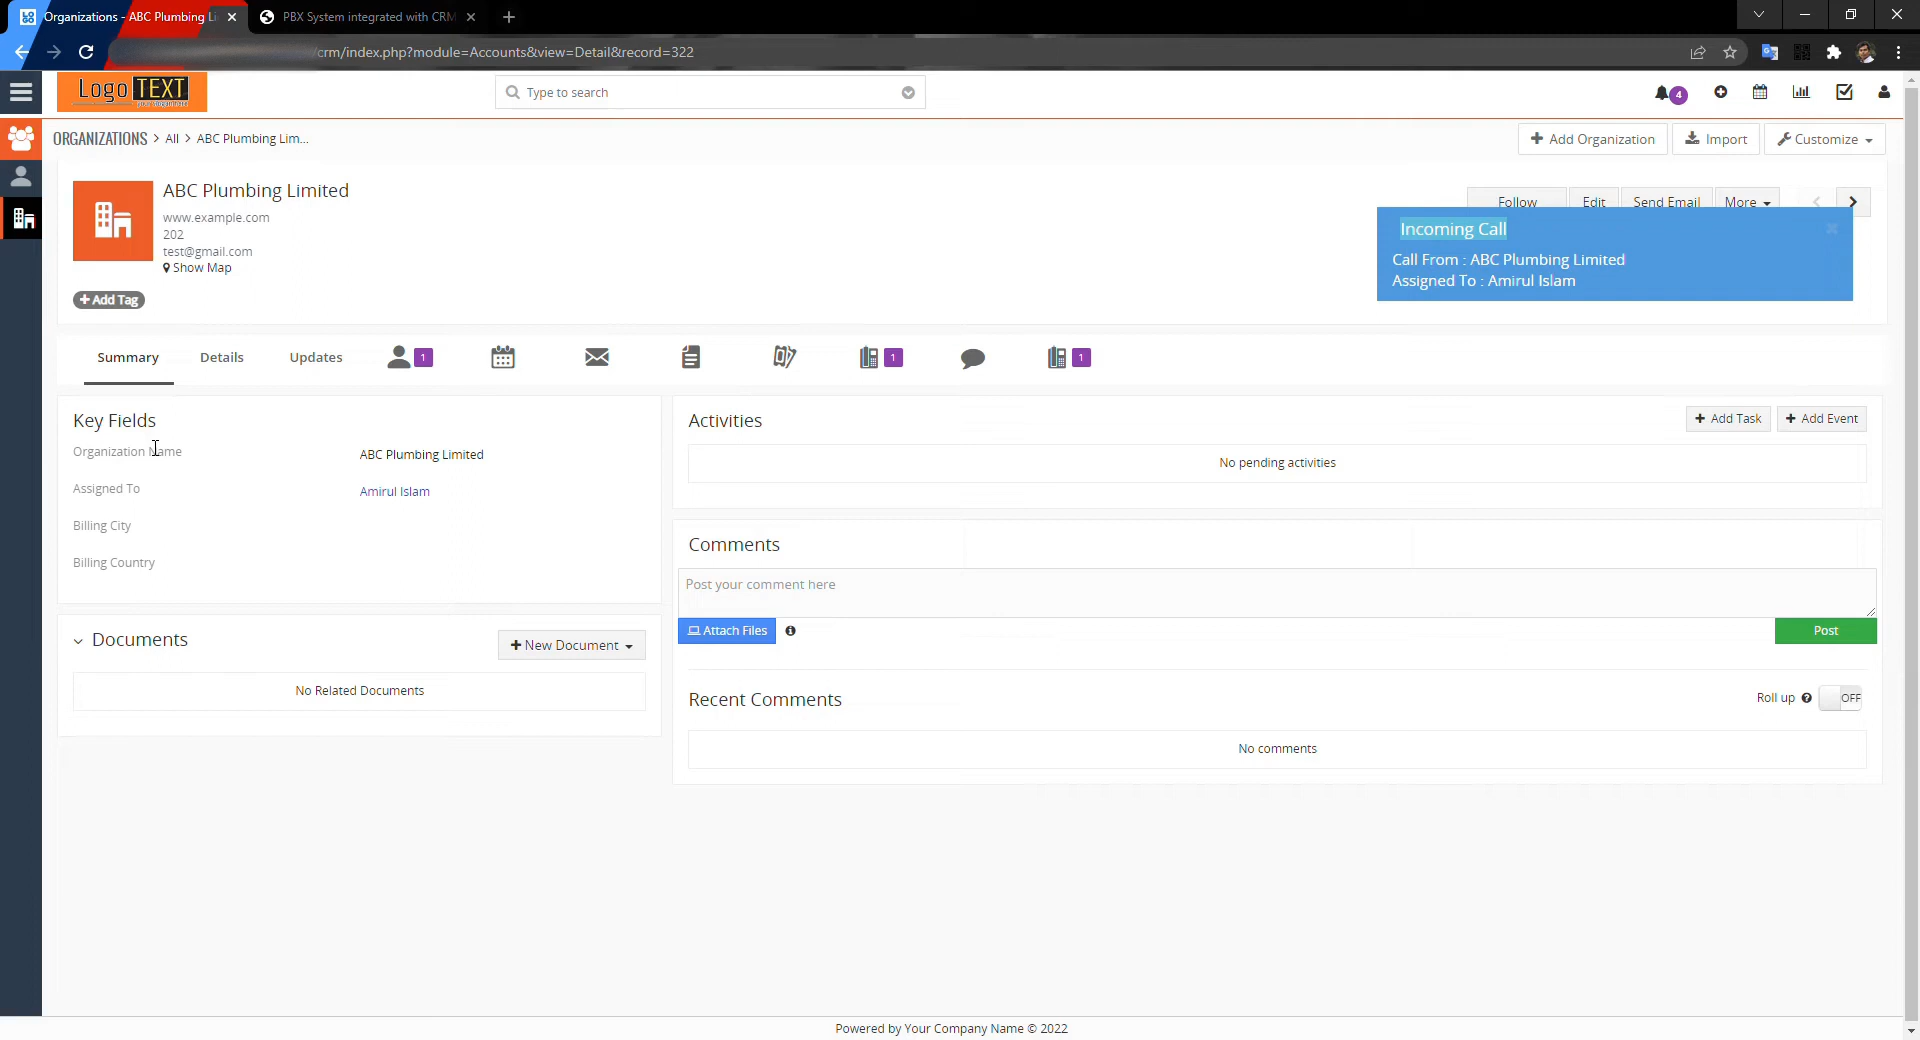 Organizations - ABC Plumbing Li
PBX System integrated with CRM
/crm/index.php?module=Accounts&view=Detail&record=322
Logo TEXT
Type to search
4
ORGANIZATIONS > All > ABC Plumbing Lim...
Add Organization
Import
Customize
ABC Plumbing Limited
www.example.com
202
test@gmail.com
Show Map
Add Tag
Follow
Edit
Send Email
More
Incoming Call
Call From : ABC Plumbing Limited
Assigned To : Amirul Islam
Summary
Details
Updates
1
1
1
Key Fields
Organization Name
ABC Plumbing Limited
Assigned To
Amirul Islam
Billing City
Billing Country
Documents
New Document
No Related Documents
Activities
Add Task
Add Event
No pending activities
Comments
Post your comment here
Attach Files
Post
Recent Comments
Roll up
OFF
No comments
Powered by Your Company Name © 2022